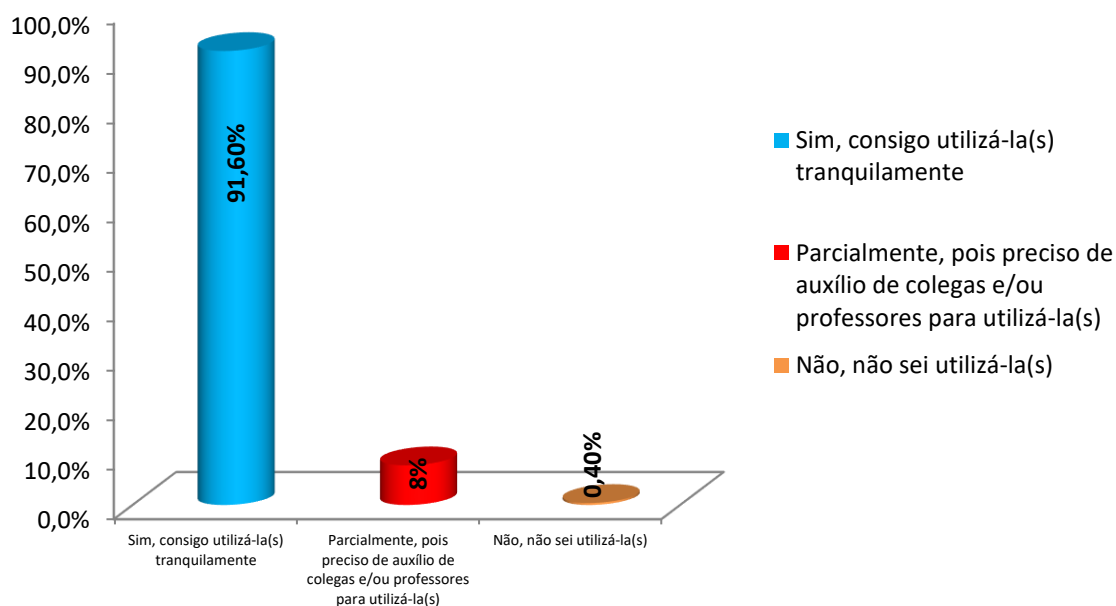 100,0%
90,0%
80,0%
70,0%
60,0%
50,0%
40,0%
30,0%
20,0%
10,0%
0,0%
91,60%
8%
0,40%
Sim, consigo utilizá-la(s)
tranquilamente
Parcialmente, pois
preciso de auxílio de
colegas e/ou professores
para utilizá-la(s)
Não, não sei utilizá-la(s)
Sim, consigo utilizá-la(s)
tranquilamente
Parcialmente, pois preciso de
auxílio de colegas e/ou
professores para utilizá-la(s)
Não, não sei utilizá-la(s)